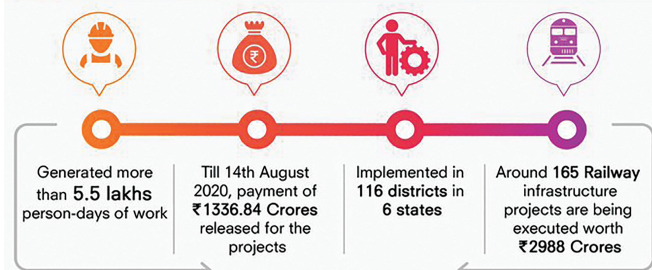 ₹
Generated more
than 5.5 lakhs
person-days of work
Till 14th August
2020, payment of
₹1336.84 Crores
released for the
projects
Implemented in
116 districts in
6 states
Around 165 Railway
infrastructure
projects are being
executed worth
₹2988 Crores